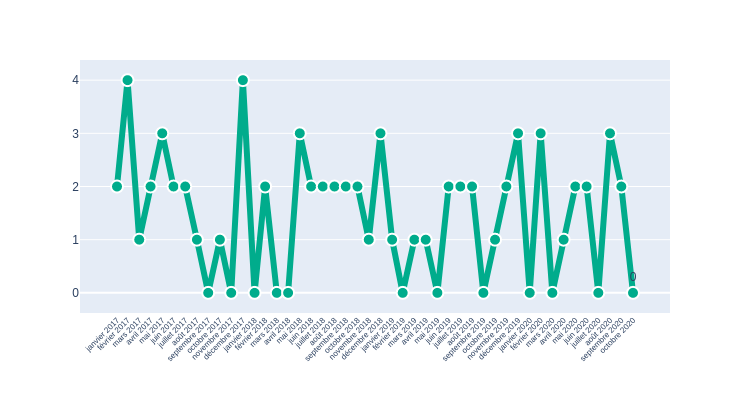 4
3
2
1
0
0
janvier 2017
février 2017
mars 2017
avril 2017
mai 2017
juin 2017
juillet 2017
août 2017
septembre 2017
octobre 2017
novembre 2017
décembre 2017
janvier 2018
février 2018
mars 2018
avril 2018
mai 2018
juin 2018
juillet 2018
août 2018
septembre 2018
octobre 2018
novembre 2018
décembre 2018
janvier 2019
février 2019
mars 2019
avril 2019
mai 2019
juin 2019
juillet 2019
août 2019
septembre 2019
octobre 2019
novembre 2019
décembre 2019
janvier 2020
février 2020
mars 2020
avril 2020
mai 2020
juin 2020
juillet 2020
août 2020
septembre 2020
octobre 2020